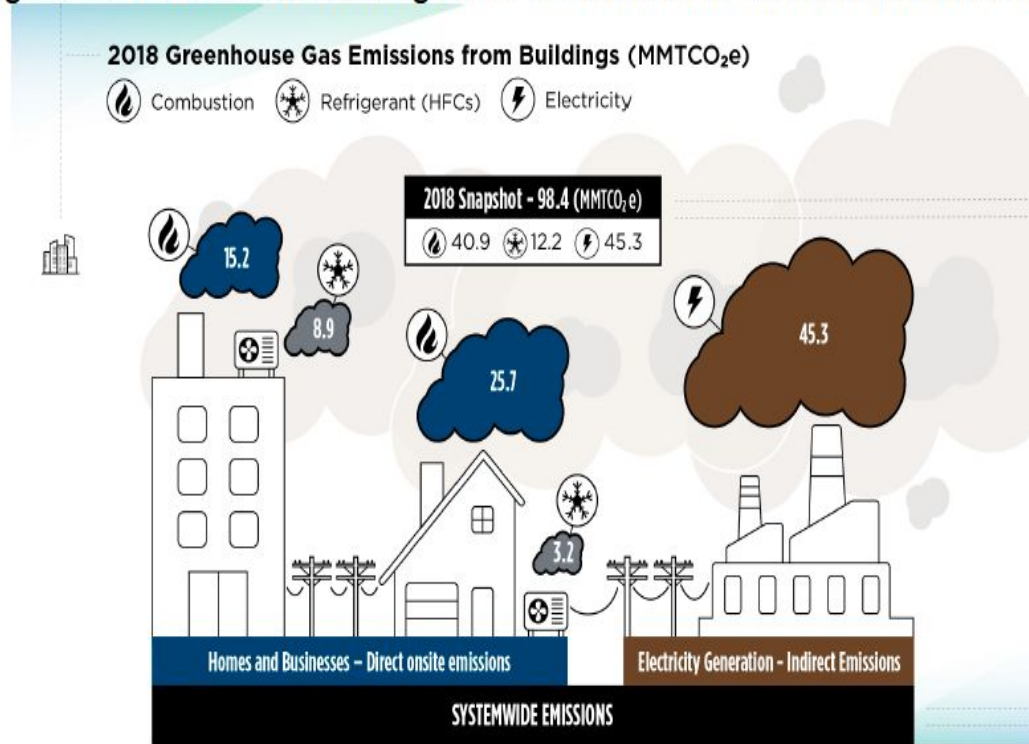 2018 Greenhouse Gas Emissions from Buildings (MMTCO₂e)
Combustion Refrigerant (HFCs) Electricity
2018 Snapshot - 98.4 (MMTCO₂ e)
40.9 12.2 45.3
15.2
8.9
25.7
45.3
3.2
Homes and Businesses – Direct onsite emissions
Electricity Generation - Indirect Emissions
SYSTEMWIDE EMISSIONS